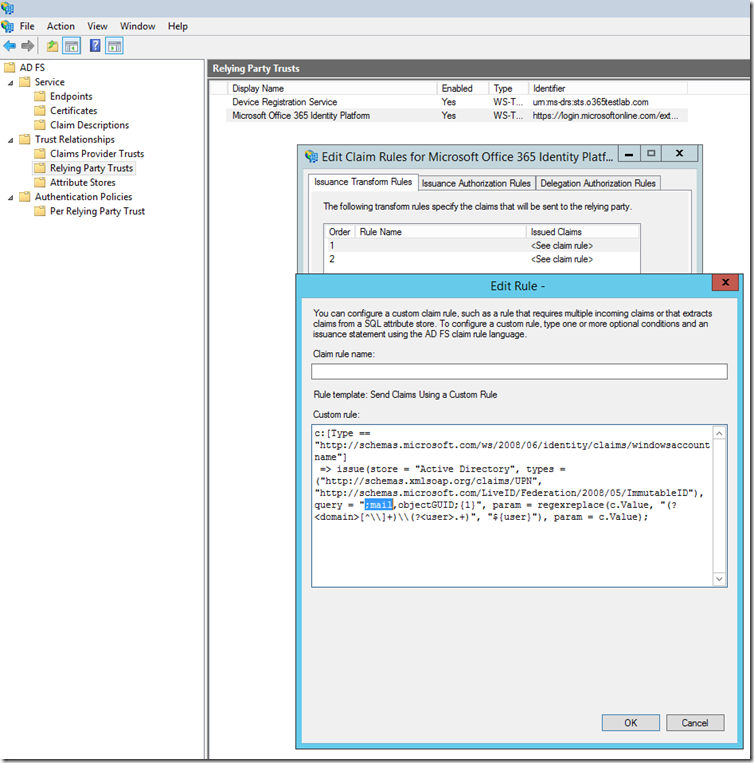 File Action View Window Help
AD FS
Service
Endpoints
Certificates
Claim Descriptions
Trust Relationships
Claims Provider Trusts
Relying Party Trusts
Attribute Stores
Authentication Policies
Per Relying Party Trust
Relying Party Trusts
Display Name Enabled Type Identifier
Device Registration Service Yes WS-T... urn:ms-drs:sts.o365testlab.com
Microsoft Office 365 Identity Platform Yes WS-T... https://login.microsoftonline.com/ext...
Edit Claim Rules for Microsoft Office 365 Identity Platf...
Issuance Transform Rules Issuance Authorization Rules Delegation Authorization Rules
The following transform rules specify the claims that will be sent to the relying party.
Order Rule Name Issued Claims
1 <See claim rule>
2 <See claim rule>
Edit Rule -
You can configure a custom claim rule, such as a rule that requires multiple incoming claims or that extracts
claims from a SQL attribute store. To configure a custom rule, type one or more optional conditions and an
issuance statement using the AD FS claim rule language.
Claim rule name:
Rule template: Send Claims Using a Custom Rule
Custom rule:
c:[Type ==
"http://schemas.microsoft.com/ws/2008/06/identity/claims/windowsaccount
name"]
=> issue(store = "Active Directory", types =
("http://schemas.xmlsoap.org/claims/UPN",
"http://schemas.microsoft.com/LiveID/Federation/2008/05/ImmutableID"),
query = ";mail,objectGUID;{1}", param = regexreplace(c.Value, "(?
<domain>[^\\]+)\\(?<user>.+)", "${user}"), param = c.Value);
OK Cancel